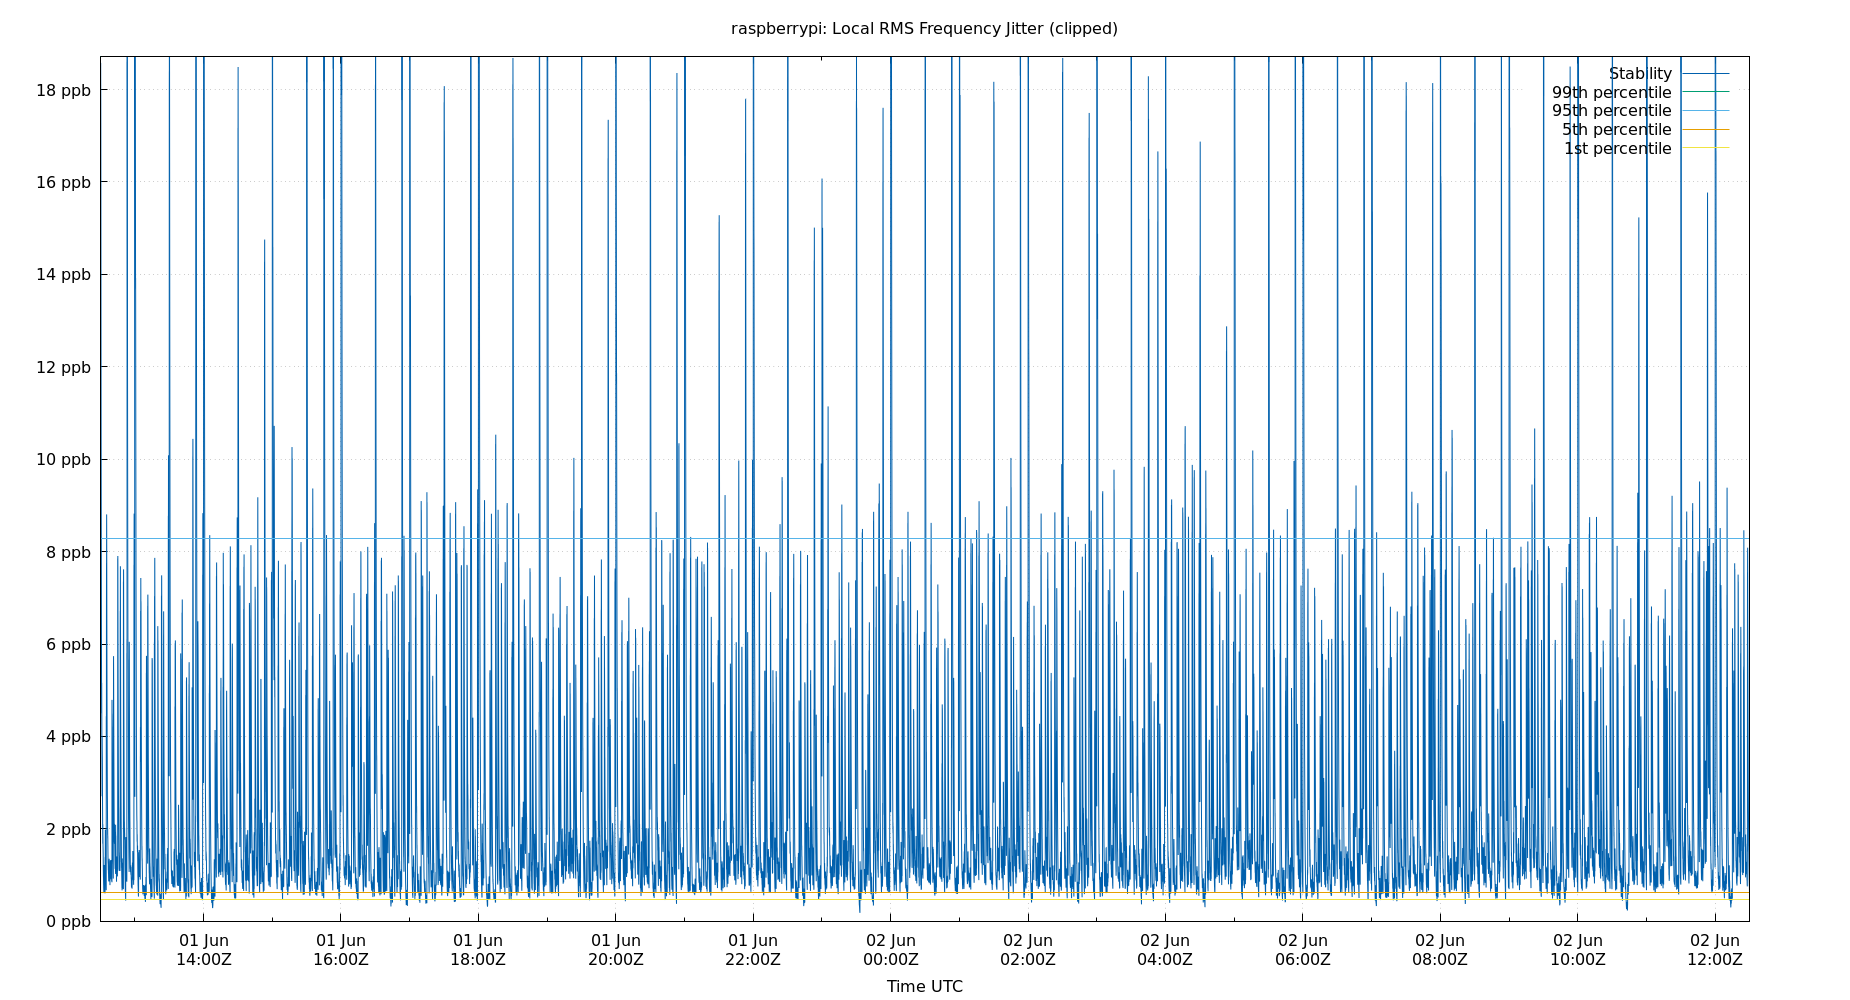 raspberrypi: Local RMS Frequency Jitter (clipped)
Stability
99th percentile
95th percentile
5th percentile
1st percentile
18 ppb
16 ppb
14 ppb
12 ppb
10 ppb
8 ppb
6 ppb
4 ppb
2 ppb
0 ppb
01 Jun 01 Jun 01 Jun 01 Jun 01 Jun 02 Jun 02 Jun 02 Jun 02 Jun 02 Jun 02 Jun 02 Jun
14:00Z 16:00Z 18:00Z 20:00Z 22:00Z 00:00Z 02:00Z 04:00Z 06:00Z 08:00Z 10:00Z 12:00Z
Time UTC